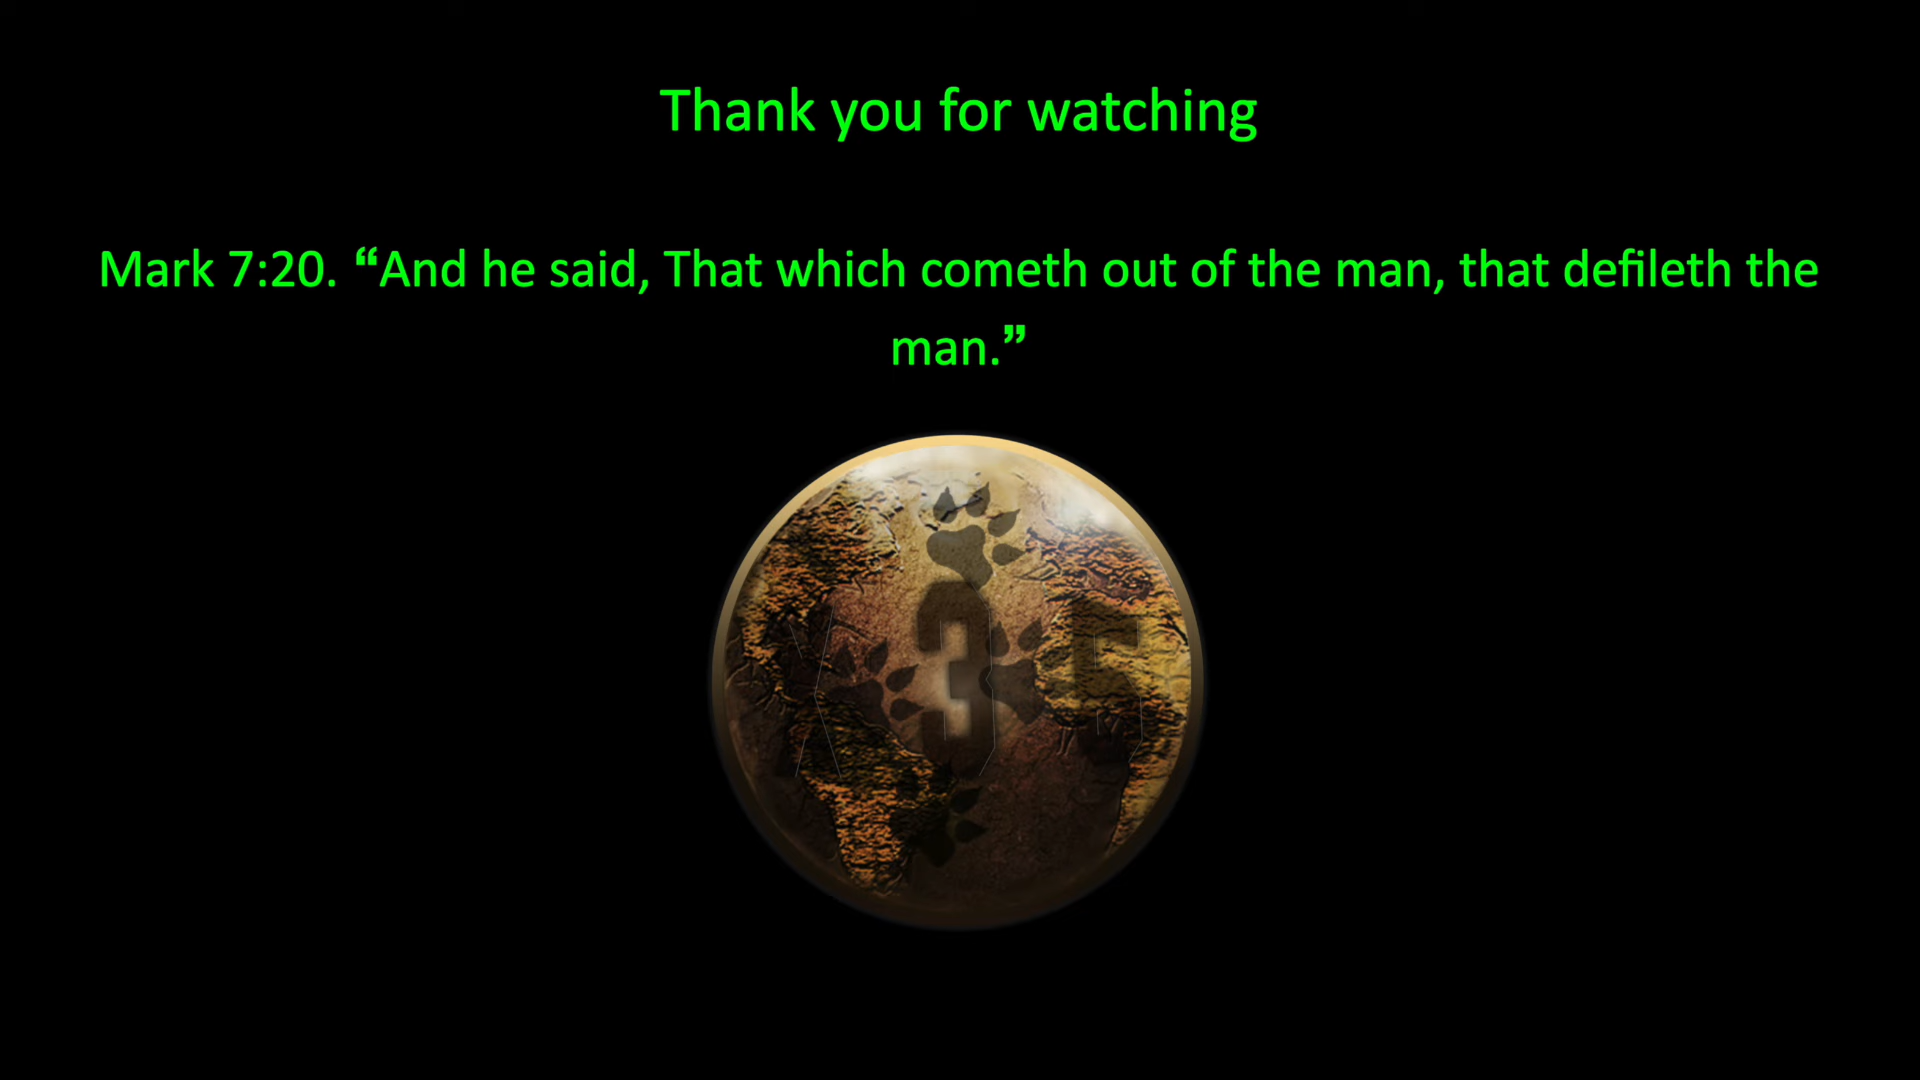 Thank you for watching
Mark 7:20. “And he said, That which cometh out of the man, that defileth the
man.”
X35